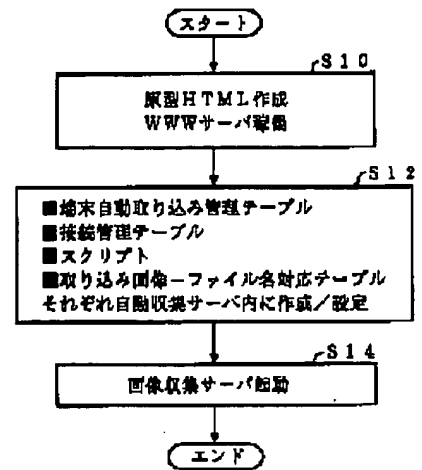 スタート
S10
原型HTML作成
WWWサーバ稼働
S12
■端末自動取り込み管理テーブル
■接続管理テーブル
■スクリプト
■取り込み画像-ファイル名対応テーブル
それぞれ自動収集サーバ内に作成/設定
S14
画像収集サーバ起動
エンド